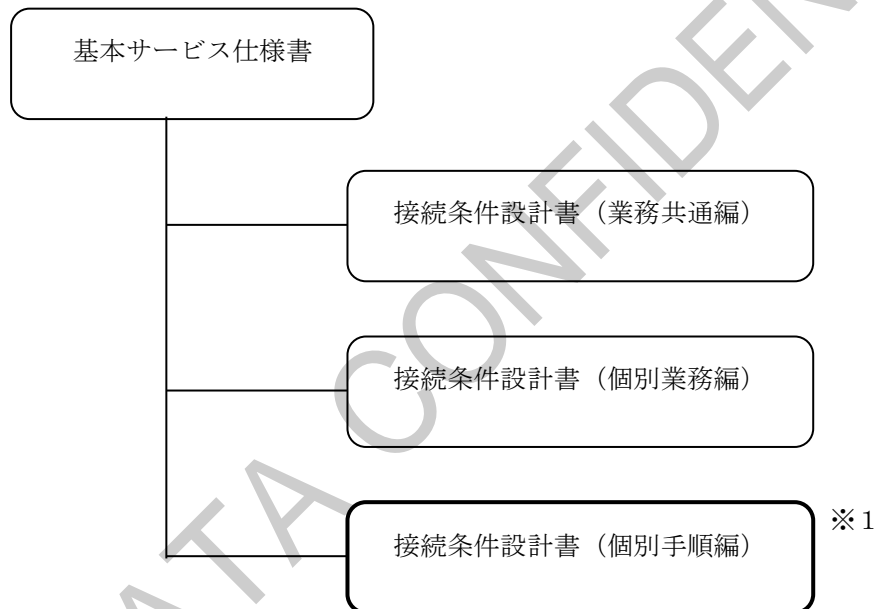 基本サービス仕様書
接続条件設計書（業務共通編）
接続条件設計書（個別業務編）
接続条件設計書（個別手順編）
※1
ATA CONFIDEN